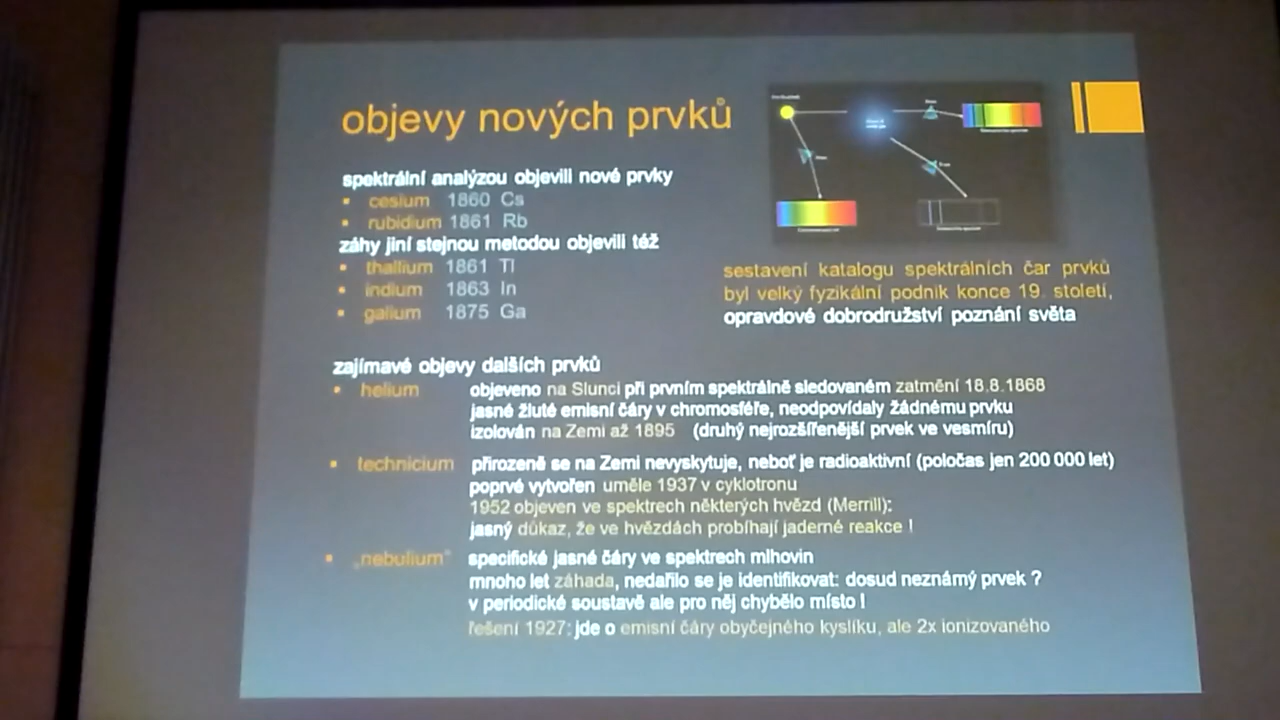 objevy nových prvků
spektrální analýzou objevili nové prvky
▪ cesium 1860 Cs
▪ rubidium 1861 Rb
záhy jiní stejnou metodou objevili též
▪ thallium 1861 Tl
▪ indium 1863 In
▪ galium 1875 Ga
sestavení katalogu spektrálních čar prvků
byl velký fyzikální podnik konce 19. století,
opravdové dobrodružství poznání světa
zajímavé objevy dalších prvků
▪ helium objeveno na Slunci při prvním spektrálně sledovaném zatmění 18.8.1868
jasné žluté emisní čáry v chromosféře, neodpovídaly žádnému prvku
izolován na Zemi až 1895 (druhý nejrozšířenější prvek ve vesmíru)
▪ technicium přirozeně se na Zemi nevyskytuje, neboť je radioaktivní (poločas jen 200 000 let)
poprvé vytvořen uměle 1937 v cyklotronu
1952 objeven ve spektrech některých hvězd (Merrill):
jasný důkaz, že ve hvězdách probíhají jaderné reakce !
▪ „nebulium“ specifické jasné čáry ve spektrech mlhovin
mnoho let záhada, nedařilo se je identifikovat: dosud neznámý prvek ?
v periodické soustavě ale pro něj chybělo místo !
řešení 1927: jde o emisní čáry obyčejného kyslíku, ale 2x ionizovaného